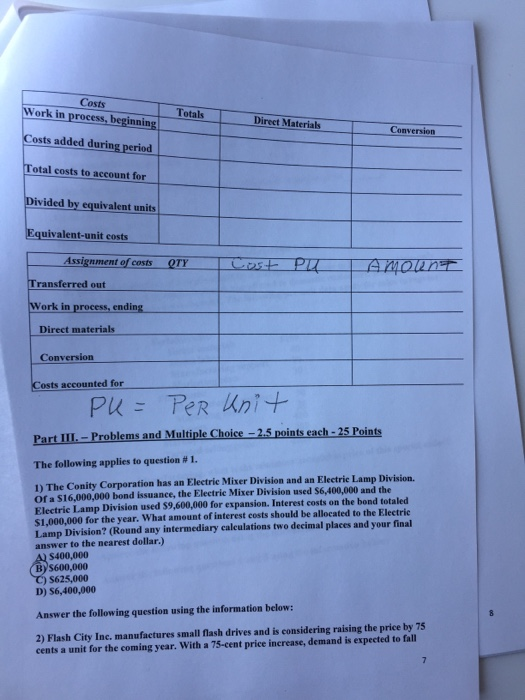 Costs
Work in process, beginning Totals Direct Materials Conversion
Costs added during period
Total costs to account for
Divided by equivalent units
Equivalent-unit costs
Assignment of costs QTY Cost PU Amount
Transferred out
Work in process, ending
Direct materials
Conversion
Costs accounted for
PU = PER Unit
Part III. – Problems and Multiple Choice – 2.5 points each - 25 Points
The following applies to question # 1.
1) The Conity Corporation has an Electric Mixer Division and an Electric Lamp Division.
Of a $16,000,000 bond issuance, the Electric Mixer Division used $6,400,000 and the
Electric Lamp Division used $9,600,000 for expansion. Interest costs on the bond totaled
$1,000,000 for the year. What amount of interest costs should be allocated to the Electric
Lamp Division? (Round any intermediary calculations two decimal places and your final
answer to the nearest dollar.)
A) $400,000
B) $600,000
C) $625,000
D) $6,400,000
Answer the following question using the information below:
8
2) Flash City Inc. manufactures small flash drives and is considering raising the price by 75
cents a unit for the coming year. With a 75-cent price increase, demand is expected to fall
7